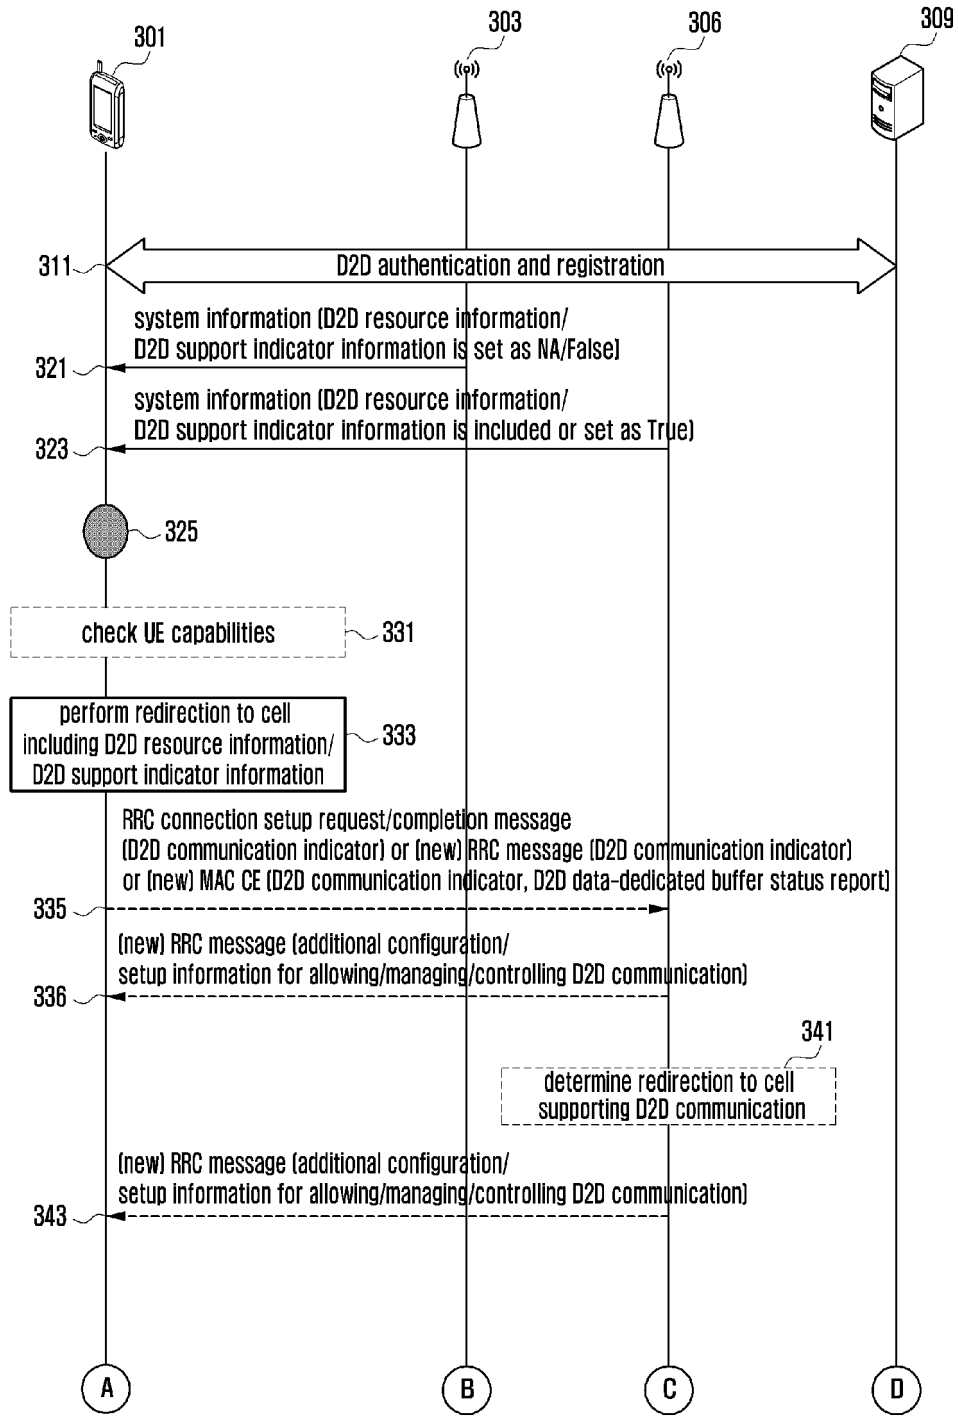 301
303
306
309
311
D2D authentication and registration
system information (D2D resource information/
D2D support indicator information is set as NA/False)
321
system information (D2D resource information/
D2D support indicator information is included or set as True)
323
325
check UE capabilities
331
perform redirection to cell
including D2D resource information/
D2D support indicator information
333
RRC connection setup request/completion message
(D2D communication indicator) or (new) RRC message (D2D communication indicator)
or (new) MAC CE (D2D communication indicator, D2D data-dedicated buffer status report)
335
(new) RRC message (additional configuration/
setup information for allowing/managing/controlling D2D communication)
336
341
determine redirection to cell
supporting D2D communication
(new) RRC message (additional configuration/
setup information for allowing/managing/controlling D2D communication)
343
A
B
C
D